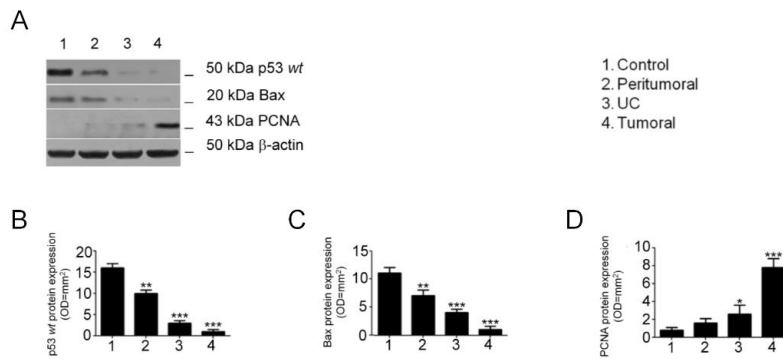 A
1 2 3 4
50 kDa p53 wt
20 kDa Bax
43 kDa PCNA
50 kDa β-actin
1. Control
2. Peritumoral
3. UC
4. Tumoral
B
p53 wt protein expression
(OD=mm²)
20
15
10
5
0
**
***
***
1 2 3 4
C
Bax protein expression
(OD=mm²)
15
10
5
0
**
***
***
1 2 3 4
D
PCNA protein expression
(OD=mm²)
10
8
6
4
2
0
*
***
1 2 3 4